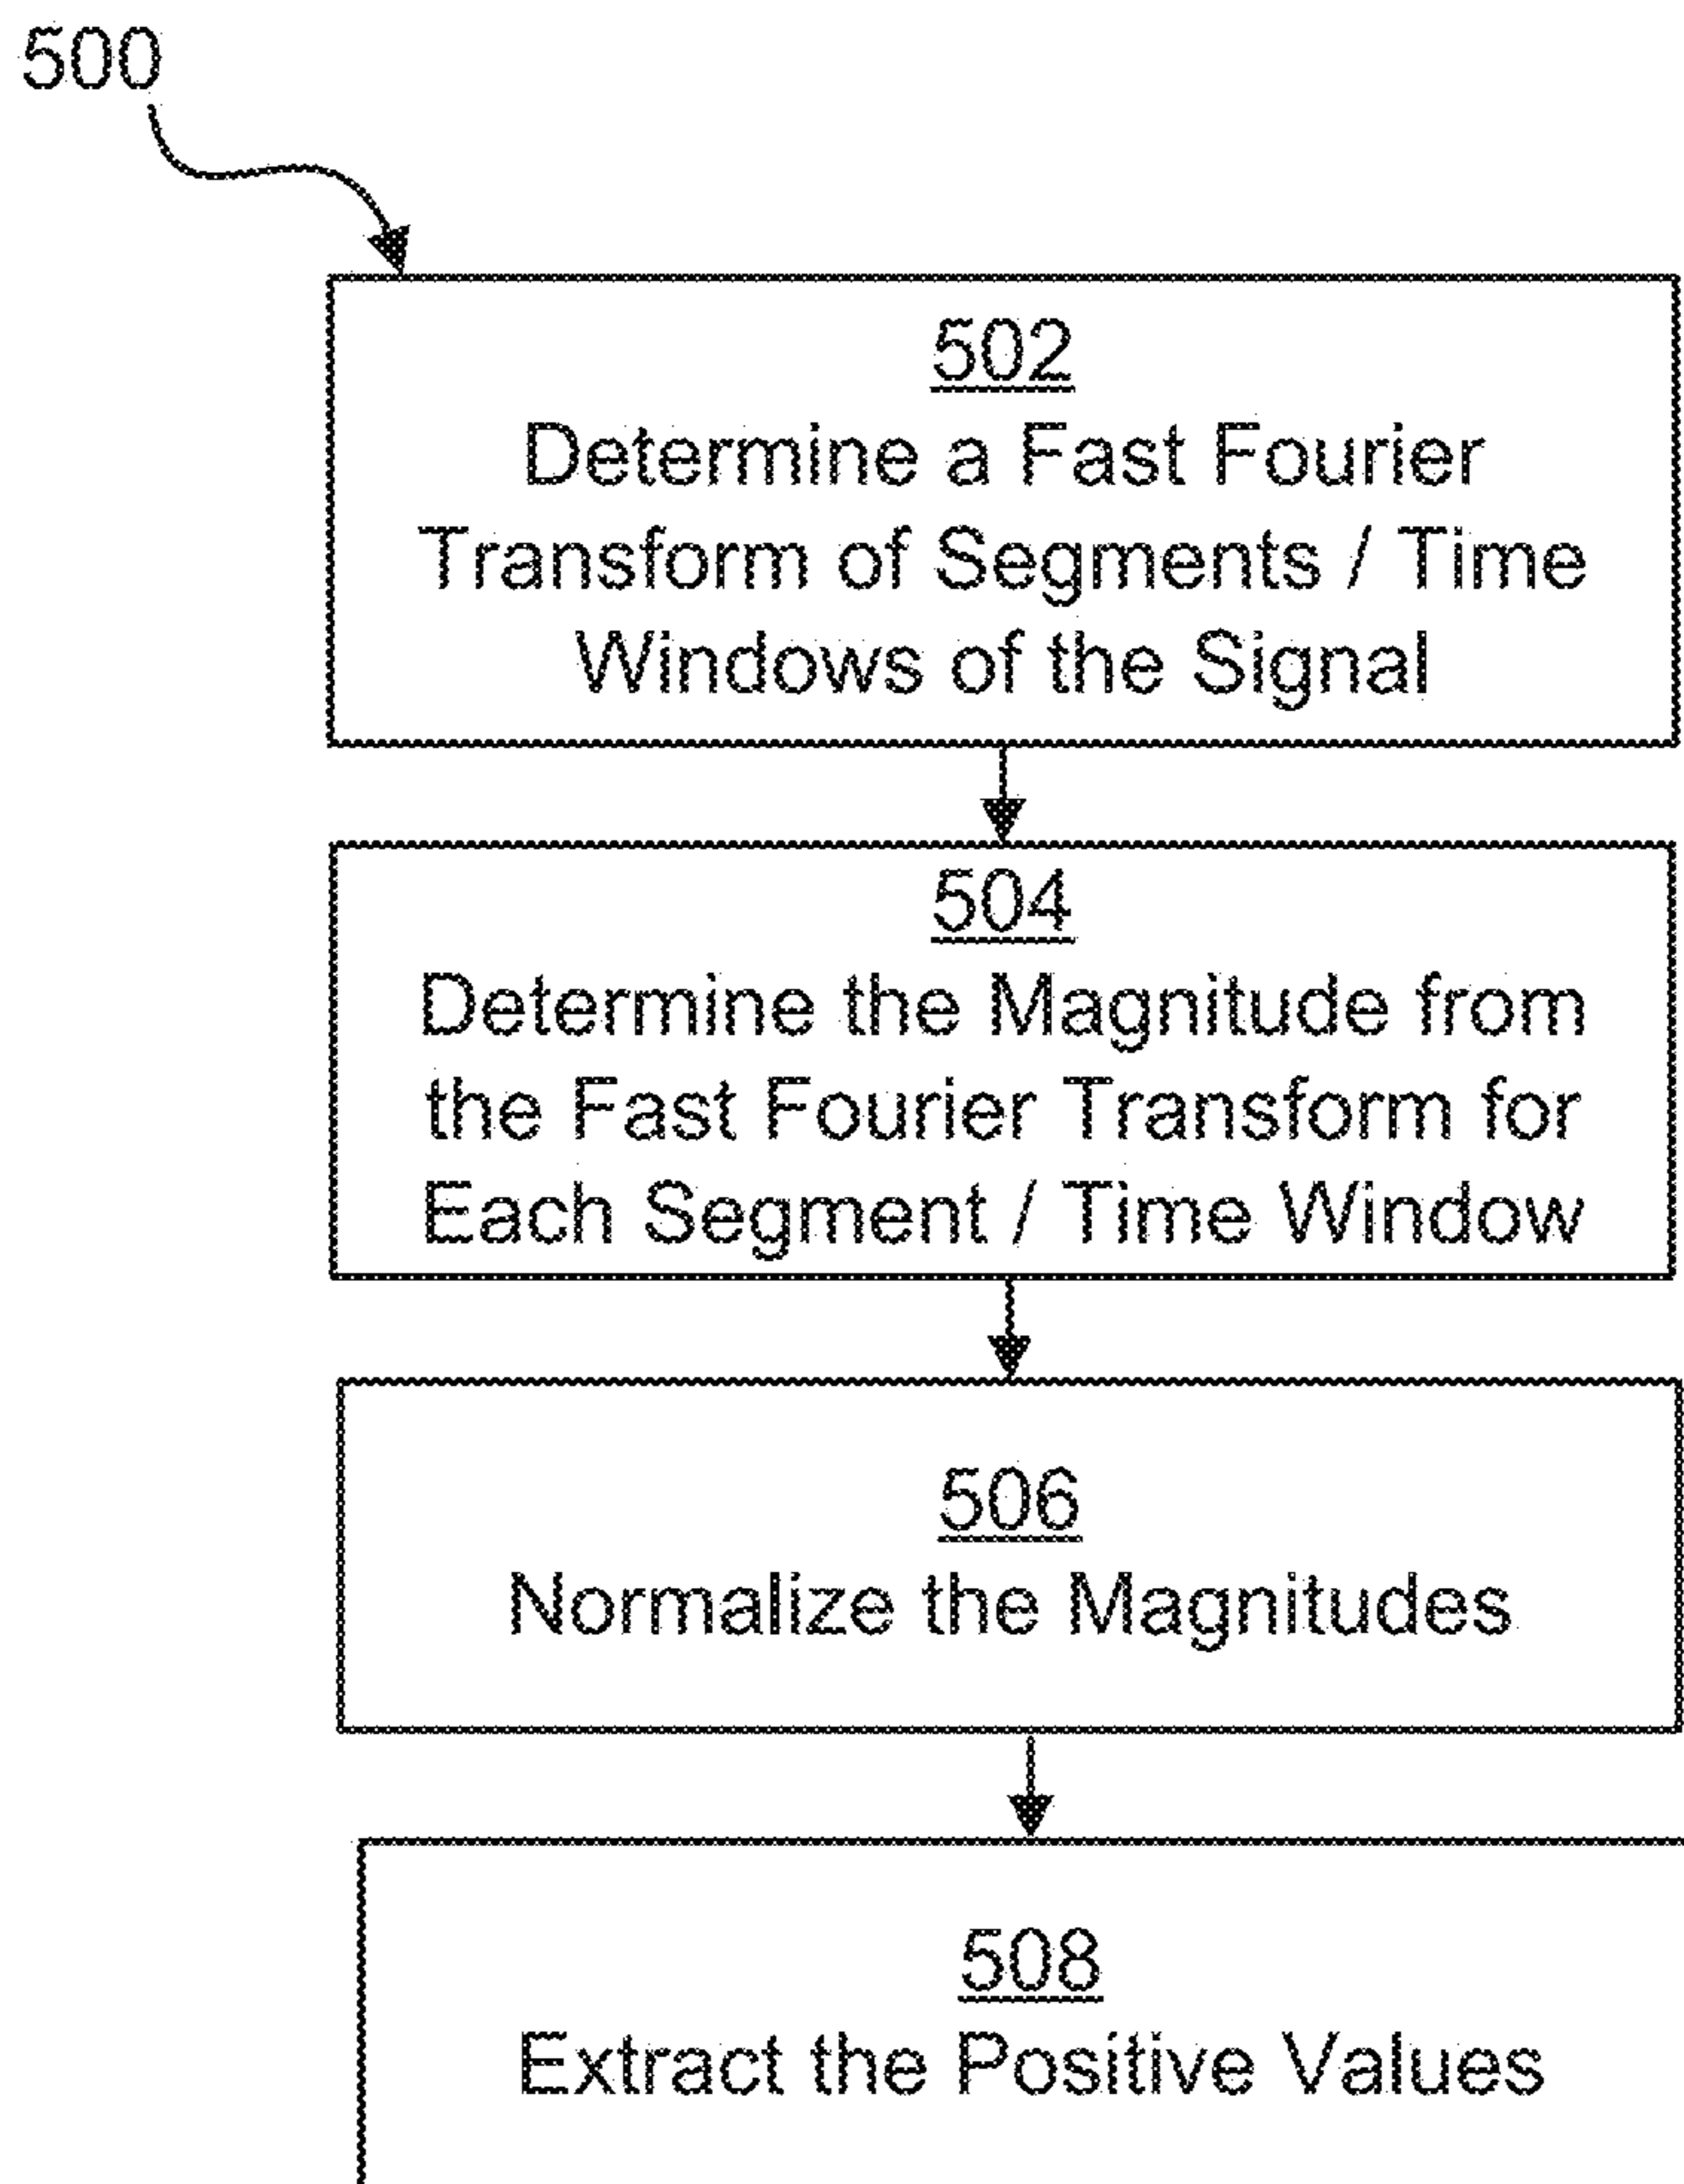 500
502
Determine a Fast Fourier
Transform of Segments / Time
Windows of the Signal
504
Determine the Magnitude from
the Fast Fourier Transform for
Each Segment / Time Window
506
Normalize the Magnitudes
508
Extract the Positive Values